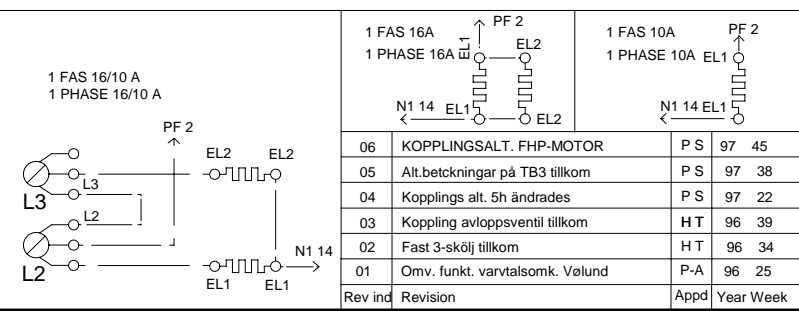 1 FAS 16/10 A
1 PHASE 16/10 A
PF 2
EL2 EL2
L3
L3
L2
L2
N1 14
EL1 EL1
1 FAS 16A
1 PHASE 16A
PF 2
EL1
EL2
N1 14 EL1
EL2
1 FAS 10A
1 PHASE 10A
PF 2
EL1
N1 14 EL1
06 KOPPLINGSALT. FHP-MOTOR P S 97 45
05 Alt.betckningar på TB3 tillkom P S 97 38
04 Kopplings alt. 5h ändrades P S 97 22
03 Koppling avloppsventil tillkom H T 96 39
02 Fast 3-skölj tillkom H T 96 34
01 Omv. funkt. varvtalsomk. Vølund P-A 96 25
Rev ind Revision Appd Year Week